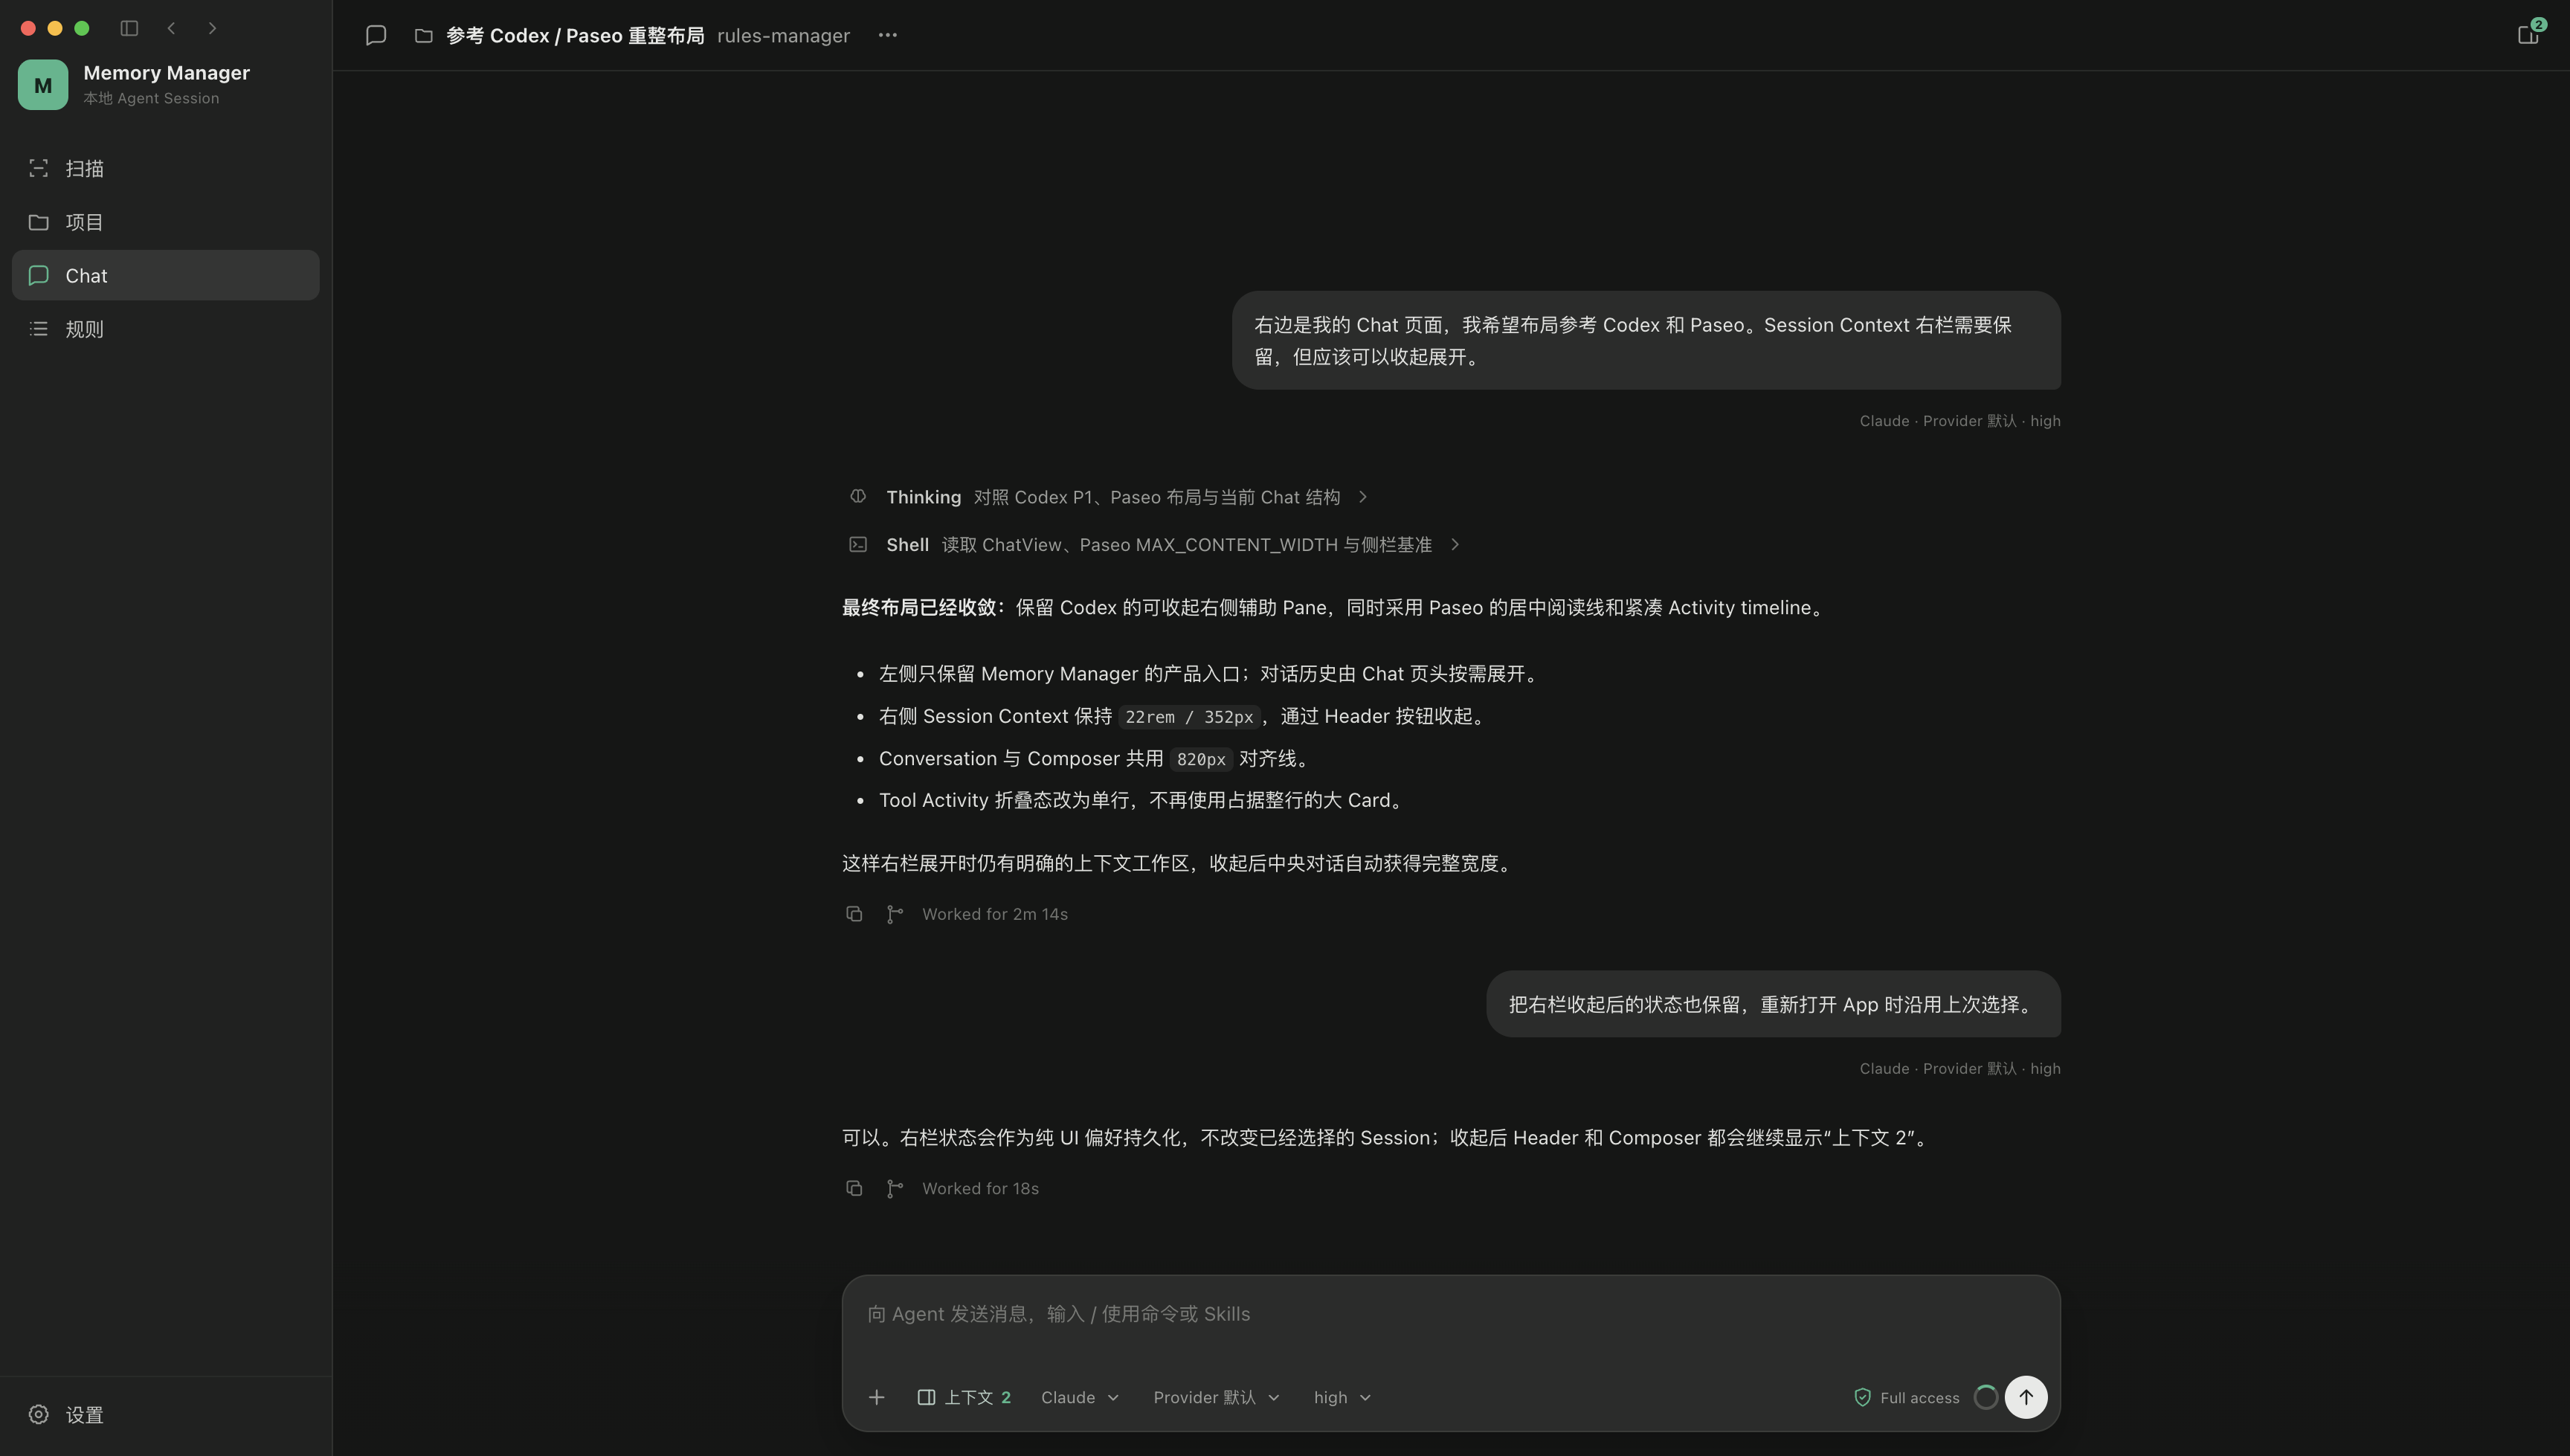 M
Memory Manager
本地 Agent Session
扫描
项目
Chat
规则
设置
参考 Codex / Paseo 重整布局 rules-manager
2
右边是我的 Chat 页面，我希望布局参考 Codex 和 Paseo。Session Context 右栏需要保
留，但应该可以收起展开。
Claude · Provider 默认 · high
Thinking 对照 Codex P1、Paseo 布局与当前 Chat 结构
Shell 读取 ChatView、Paseo MAX_CONTENT_WIDTH 与侧栏基准
最终布局已经收敛：保留 Codex 的可收起右侧辅助 Pane，同时采用 Paseo 的居中阅读线和紧凑 Activity timeline。
• 左侧只保留 Memory Manager 的产品入口；对话历史由 Chat 页头按需展开。
• 右侧 Session Context 保持 22rem / 352px，通过 Header 按钮收起。
• Conversation 与 Composer 共用 820px 对齐线。
• Tool Activity 折叠态改为单行，不再使用占据整行的大 Card。
这样右栏展开时仍有明确的上下文工作区，收起后中央对话自动获得完整宽度。
Worked for 2m 14s
把右栏收起后的状态也保留，重新打开 App 时沿用上次选择。
Claude · Provider 默认 · high
可以。右栏状态会作为纯 UI 偏好持久化，不改变已经选择的 Session；收起后 Header 和 Composer 都会继续显示“上下文 2”。
Worked for 18s
向 Agent 发送消息，输入 / 使用命令或 Skills
上下文 2 Claude Provider 默认 high Full access